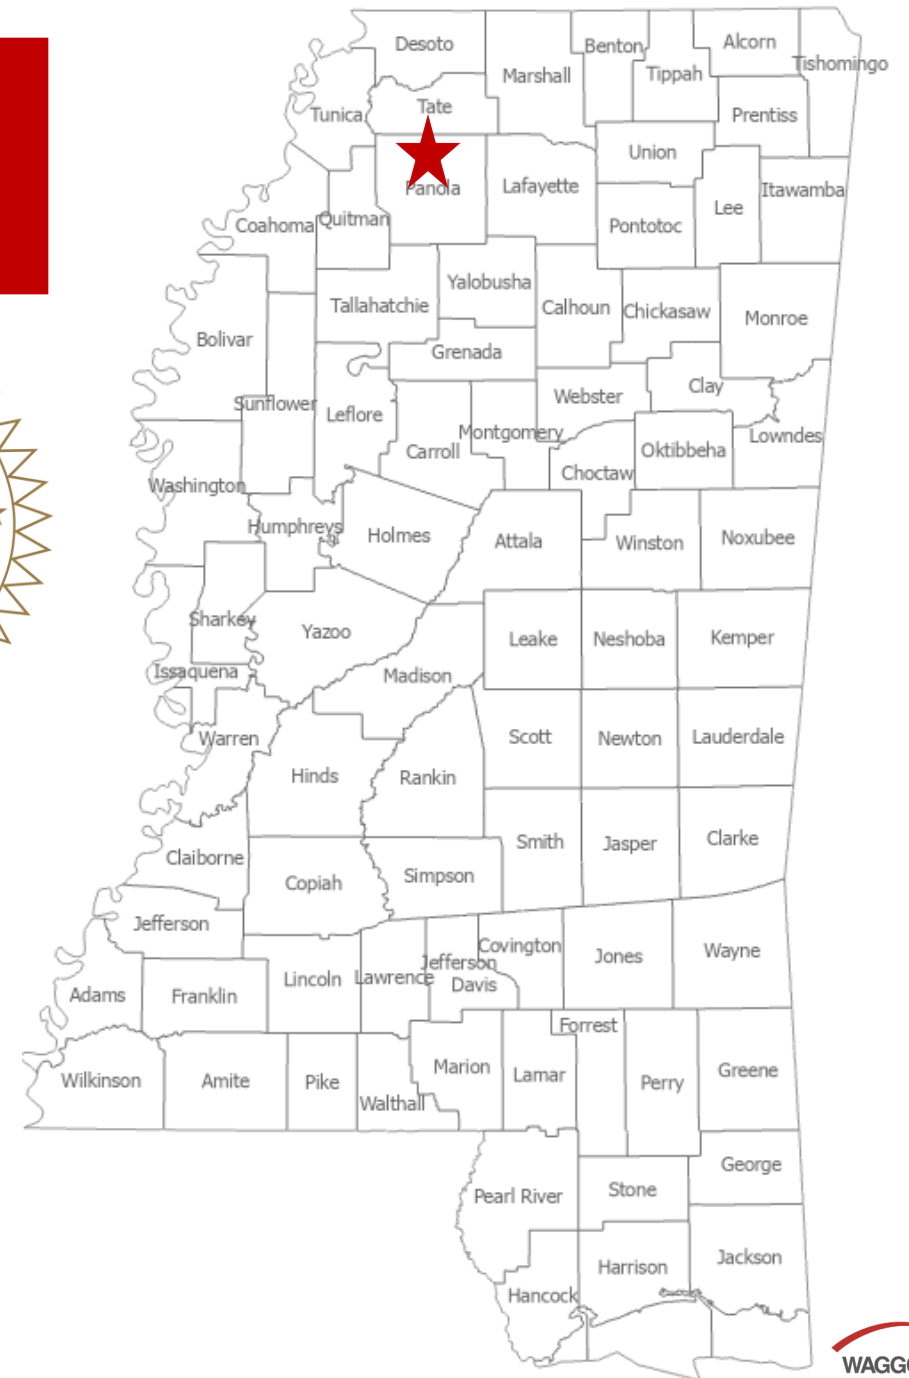 Desoto
Benton
Alcorn
Tishomingo
Marshall
Tippah
Tunica
Tate
Prentiss
Union
Panola
Lafayette
Itawamba
Lee
Coahoma
Quitman
Pontotoc
Yalobusha
Tallahatchie
Calhoun
Chickasaw
Monroe
Bolivar
Grenada
Clay
Webster
Sunflower
Leflore
Montgomery
Lowndes
Carroll
Oktibbeha
Choctaw
Washington
Humphreys
Holmes
Attala
Winston
Noxubee
Sharkey
Yazoo
Leake
Neshoba
Kemper
Issaquena
Madison
Warren
Scott
Newton
Lauderdale
Hinds
Rankin
Smith
Jasper
Clarke
Claiborne
Copiah
Simpson
Jefferson
Covington
Jones
Wayne
Jefferson
Davis
Lincoln
Lawrence
Adams
Franklin
Forrest
Wilkinson
Amite
Pike
Marion
Lamar
Perry
Greene
Walthall
George
Pearl River
Stone
Jackson
Harrison
Hancock